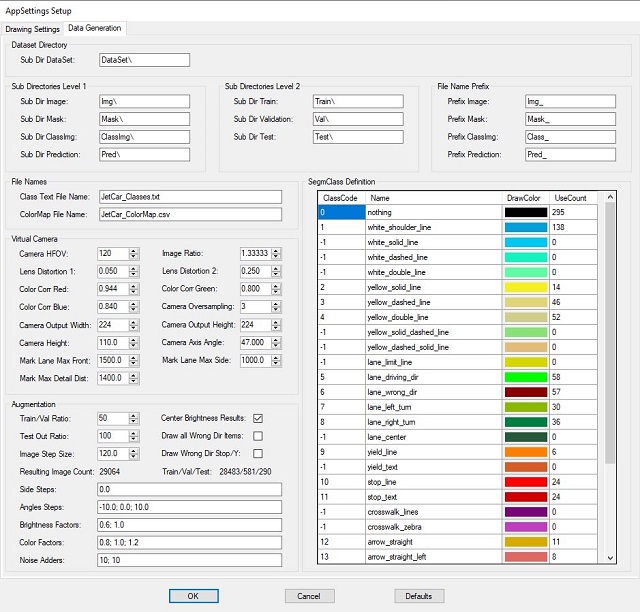 AppSettings Setup
Drawing Settings Data Generation
Dataset Directory
Sub Dir DataSet: DataSet\
Sub Directories Level 1
Sub Dir Image: Img\
Sub Dir Mask: Mask\
Sub Dir ClassImg: ClassImg\
Sub Dir Prediction: Pred\
Sub Directories Level 2
Sub Dir Train: Train\
Sub Dir Validation: Val\
Sub Dir Test: Test\
File Name Prefix
Prefix Image: Img_
Prefix Mask: Mask_
Prefix ClassImg: Class_
Prefix Prediction: Pred_
File Names
Class Text File Name: JetCar_Classes.txt
ColorMap File Name: JetCar_ColorMap.csv
Virtual Camera
Camera HFOV: 120 Image Ratio: 1.33333
Lens Distortion 1: 0.050 Lens Distortion 2: 0.250
Color Corr Red: 0.944 Color Corr Green: 0.800
Color Corr Blue: 0.840 Camera Oversampling: 3
Camera Output Width: 224 Camera Output Height: 224
Camera Height: 110.0 Camera Axis Angle: 47.000
Mark Lane Max Front: 1500.0 Mark Lane Max Side: 1000.0
Mark Max Detail Dist: 1400.0
Augmentation
Train/Val Ratio: 50 Center Brightness Results:
Test Out Ratio: 100 Draw all Wrong Dir Items:
Image Step Size: 120.0 Draw Wrong Dir Stop/Y:
Resulting Image Count: 29064 Train/Val/Test: 28483/581/290
Side Steps: 0.0
Angles Steps: -10.0; 0.0; 10.0
Brightness Factors: 0.6; 1.0
Color Factors: 0.8; 1.0; 1.2
Noise Adders: 10; 10
SegmClass Definition
ClassCode Name DrawColor UseCount
0 nothing 295
1 white_shoulder_line 138
-1 white_solid_line 0
-1 white_dashed_line 0
-1 white_double_line 0
2 yellow_solid_line 14
3 yellow_dashed_line 46
4 yellow_double_line 52
-1 yellow_solid_dashed_line 0
-1 yellow_dashed_solid_line 0
-1 lane_limit_line 0
5 lane_driving_dir 58
6 lane_wrong_dir 57
7 lane_left_turn 30
8 lane_right_turn 36
-1 lane_center 0
9 yield_line 6
-1 yield_text 0
10 stop_line 24
11 stop_text 24
-1 crosswalk_lines 0
-1 crosswalk_zebra 0
12 arrow_straight 11
13 arrow_straight_left 8
OK Cancel Defaults